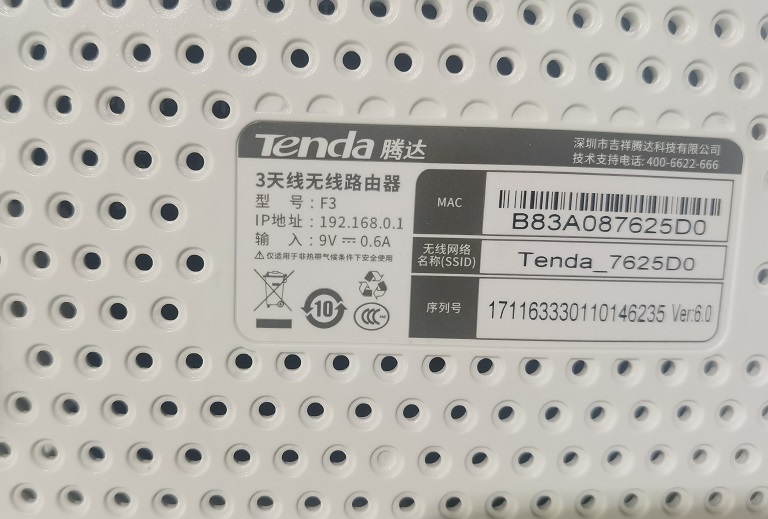 Tenda 腾达
深圳市吉祥腾达科技有限公司
技术支持电话: 400-6622-666
3天线无线路由器
型 号 : F3
IP地址 : 192.168.0.1
输 入 : 9V ⎓ 0.6A
⚠仅适用于非热带气候条件下安全使用
10
CCC
MAC
B83A087625D0
无线网络
名称(SSID)
Tenda_7625D0
序列号
171163330110146235 Ver:6.0